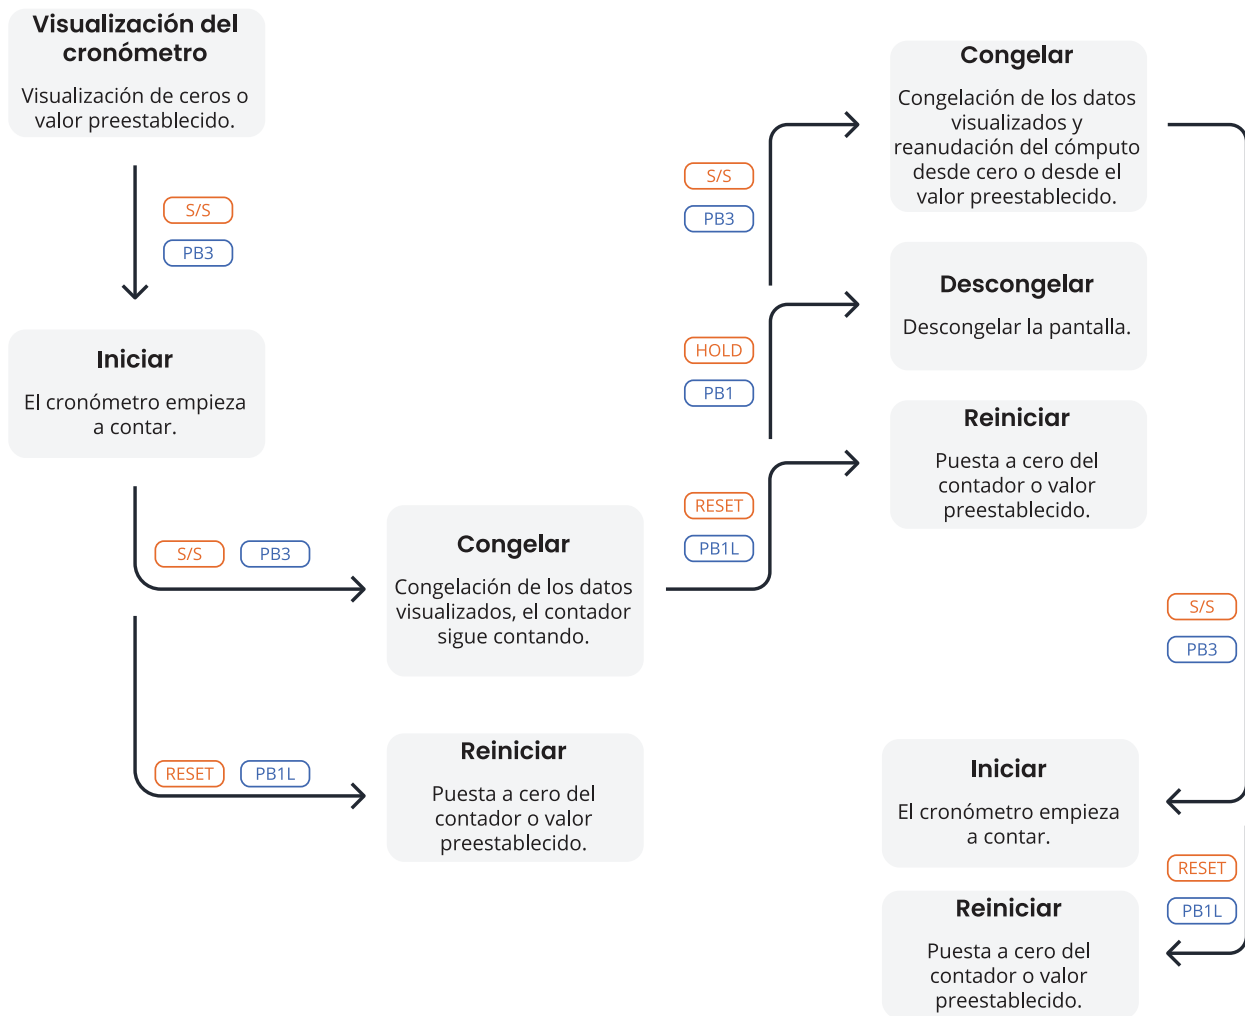 Visualización del
cronómetro
Visualización de ceros o
valor preestablecido.
S/S
PB3
Iniciar
El cronómetro empieza
a contar.
S/S PB3
Congelar
Congelación de los datos
visualizados, el contador
sigue contando.
RESET PB1L
Reiniciar
Puesta a cero del
contador o valor
preestablecido.
S/S
PB3
Congelar
Congelación de los datos
visualizados y
reanudación del cómputo
desde cero o desde el
valor preestablecido.
HOLD
PB1
Descongelar
Descongelar la pantalla.
RESET
PB1L
Reiniciar
Puesta a cero del
contador o valor
preestablecido.
S/S
PB3
Iniciar
El cronómetro empieza
a contar.
RESET
PB1L
Reiniciar
Puesta a cero del
contador o valor
preestablecido.